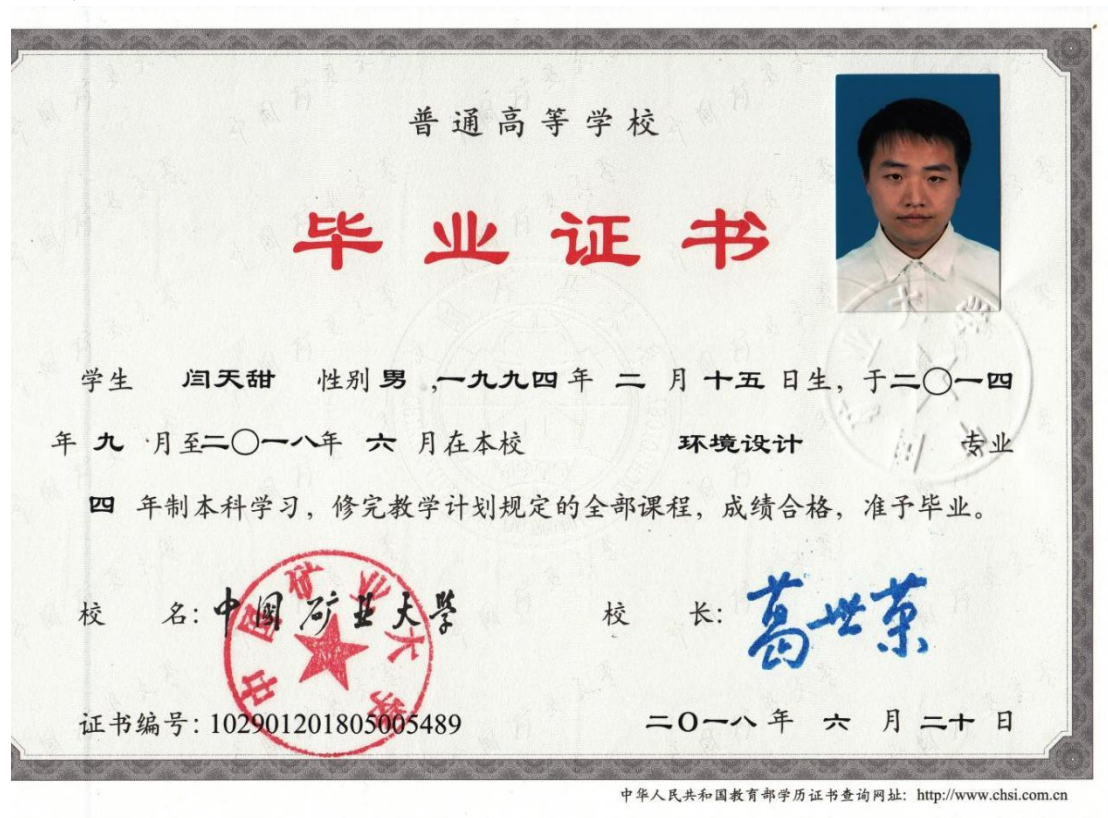 普通高等学校
毕业证书
学生 闫天甜 性别 男 ,一九九四 年 二 月 十五 日生，于二〇一四
年 九 月至二〇一八年 六 月在本校 环境设计 专业
四 年制本科学习，修完教学计划规定的全部课程，成绩合格，准予毕业。
校 名：中国矿业大学
中国矿业大学
校 长：葛世荣
证书编号：102901201805005489
二〇一八 年 六 月 二十 日
中华人民共和国教育部学历证书查询网址：http://www.chsi.com.cn